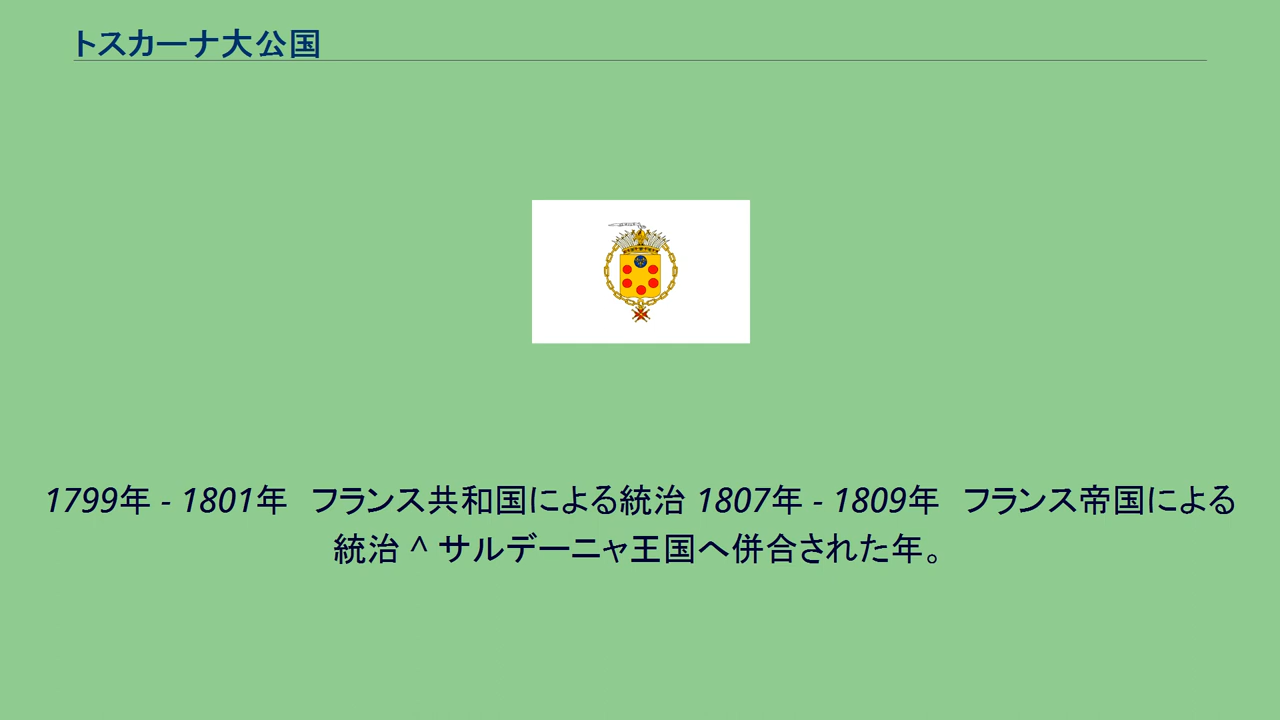 トスカーナ大公国
1799年 - 1801年　フランス共和国による統治 1807年 - 1809年　フランス帝国による
統治 ^ サルデーニャ王国へ併合された年。